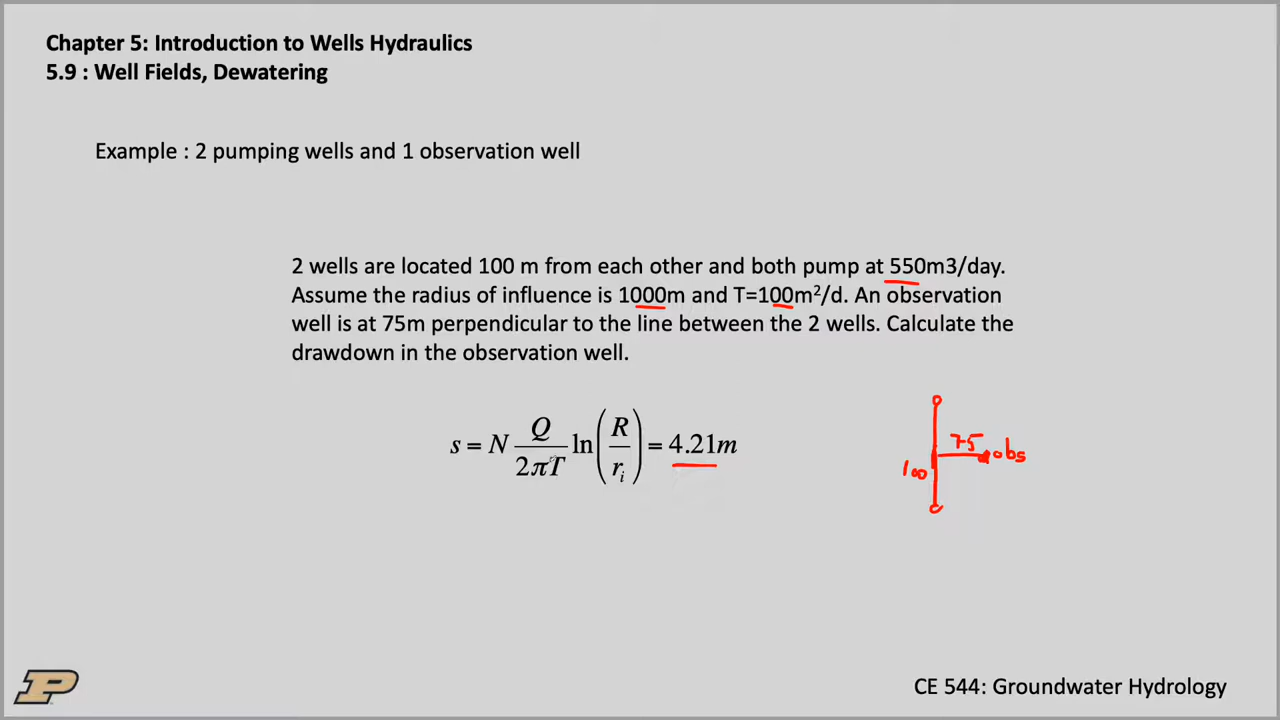 Chapter 5: Introduction to Wells Hydraulics
5.9 : Well Fields, Dewatering
Example : 2 pumping wells and 1 observation well
2 wells are located 100 m from each other and both pump at 550m3/day.
Assume the radius of influence is 1000m and T=100m²/d. An observation
well is at 75m perpendicular to the line between the 2 wells. Calculate the
drawdown in the observation well.
s = N Q/2πT ln(R/rᵢ) = 4.21m
75
obs
100
P
CE 544: Groundwater Hydrology